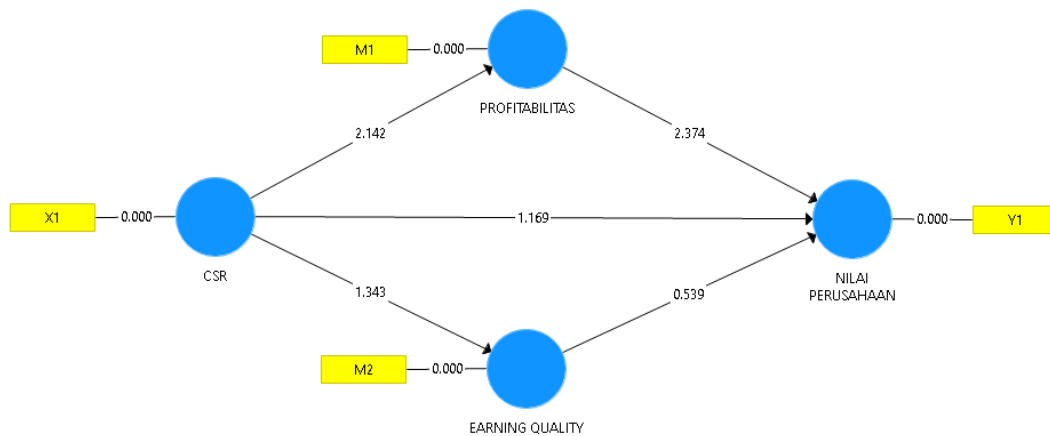 M1
0.000
PROFITABILITAS
2.142
2.374
X1
0.000
1.169
0.000
Y1
CSR
NILAI
PERUSAHAAN
1.343
0.539
M2
0.000
EARNING QUALITY